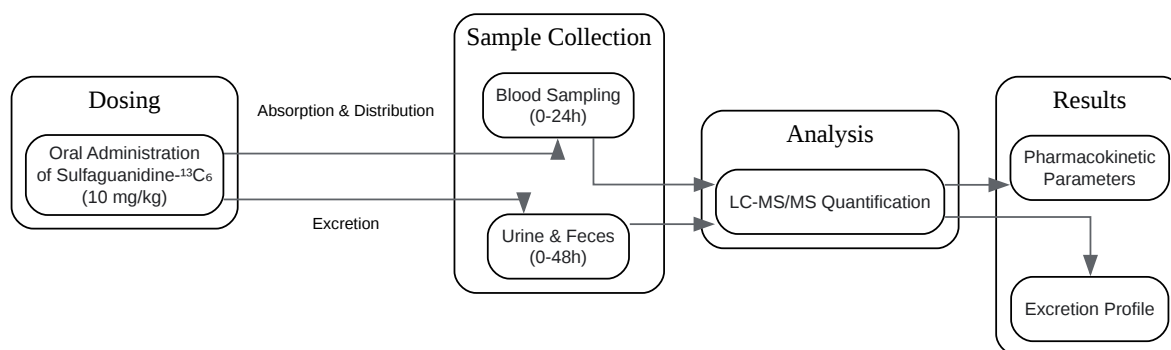 Dosing
Oral Administration
of Sulfaguanidine-¹³C₆
(10 mg/kg)
Absorption & Distribution
Excretion
Sample Collection
Blood Sampling
(0-24h)
Urine & Feces
(0-48h)
Analysis
LC-MS/MS Quantification
Results
Pharmacokinetic
Parameters
Excretion Profile